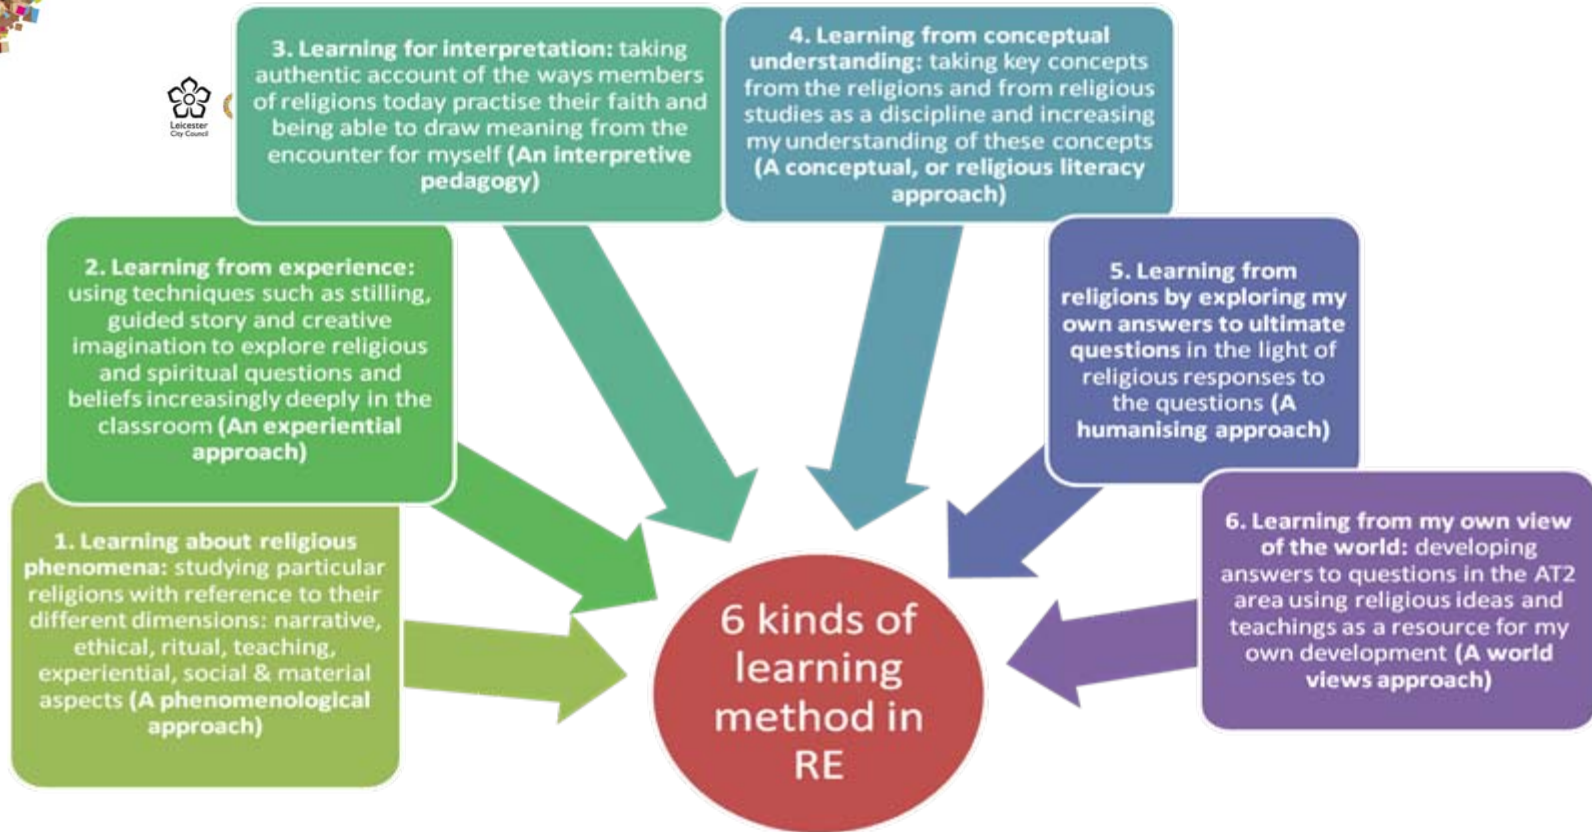 Leicester
City Council
3. Learning for interpretation: taking
authentic account of the ways members
of religions today practise their faith and
being able to draw meaning from the
encounter for myself (An interpretive
pedagogy)
4. Learning from conceptual
understanding: taking key concepts
from the religions and from religious
studies as a discipline and increasing
my understanding of these concepts
(A conceptual, or religious literacy
approach)
2. Learning from experience:
using techniques such as stilling,
guided story and creative
imagination to explore religious
and spiritual questions and
beliefs increasingly deeply in the
classroom (An experiential
approach)
5. Learning from
religions by exploring my
own answers to ultimate
questions in the light of
religious responses to
the questions (A
humanising approach)
1. Learning about religious
phenomena: studying particular
religions with reference to their
different dimensions: narrative,
ethical, ritual, teaching,
experiential, social & material
aspects (A phenomenological
approach)
6. Learning from my own view
of the world: developing
answers to questions in the AT2
area using religious ideas and
teachings as a resource for my
own development (A world
views approach)
6 kinds of
learning
method in
RE